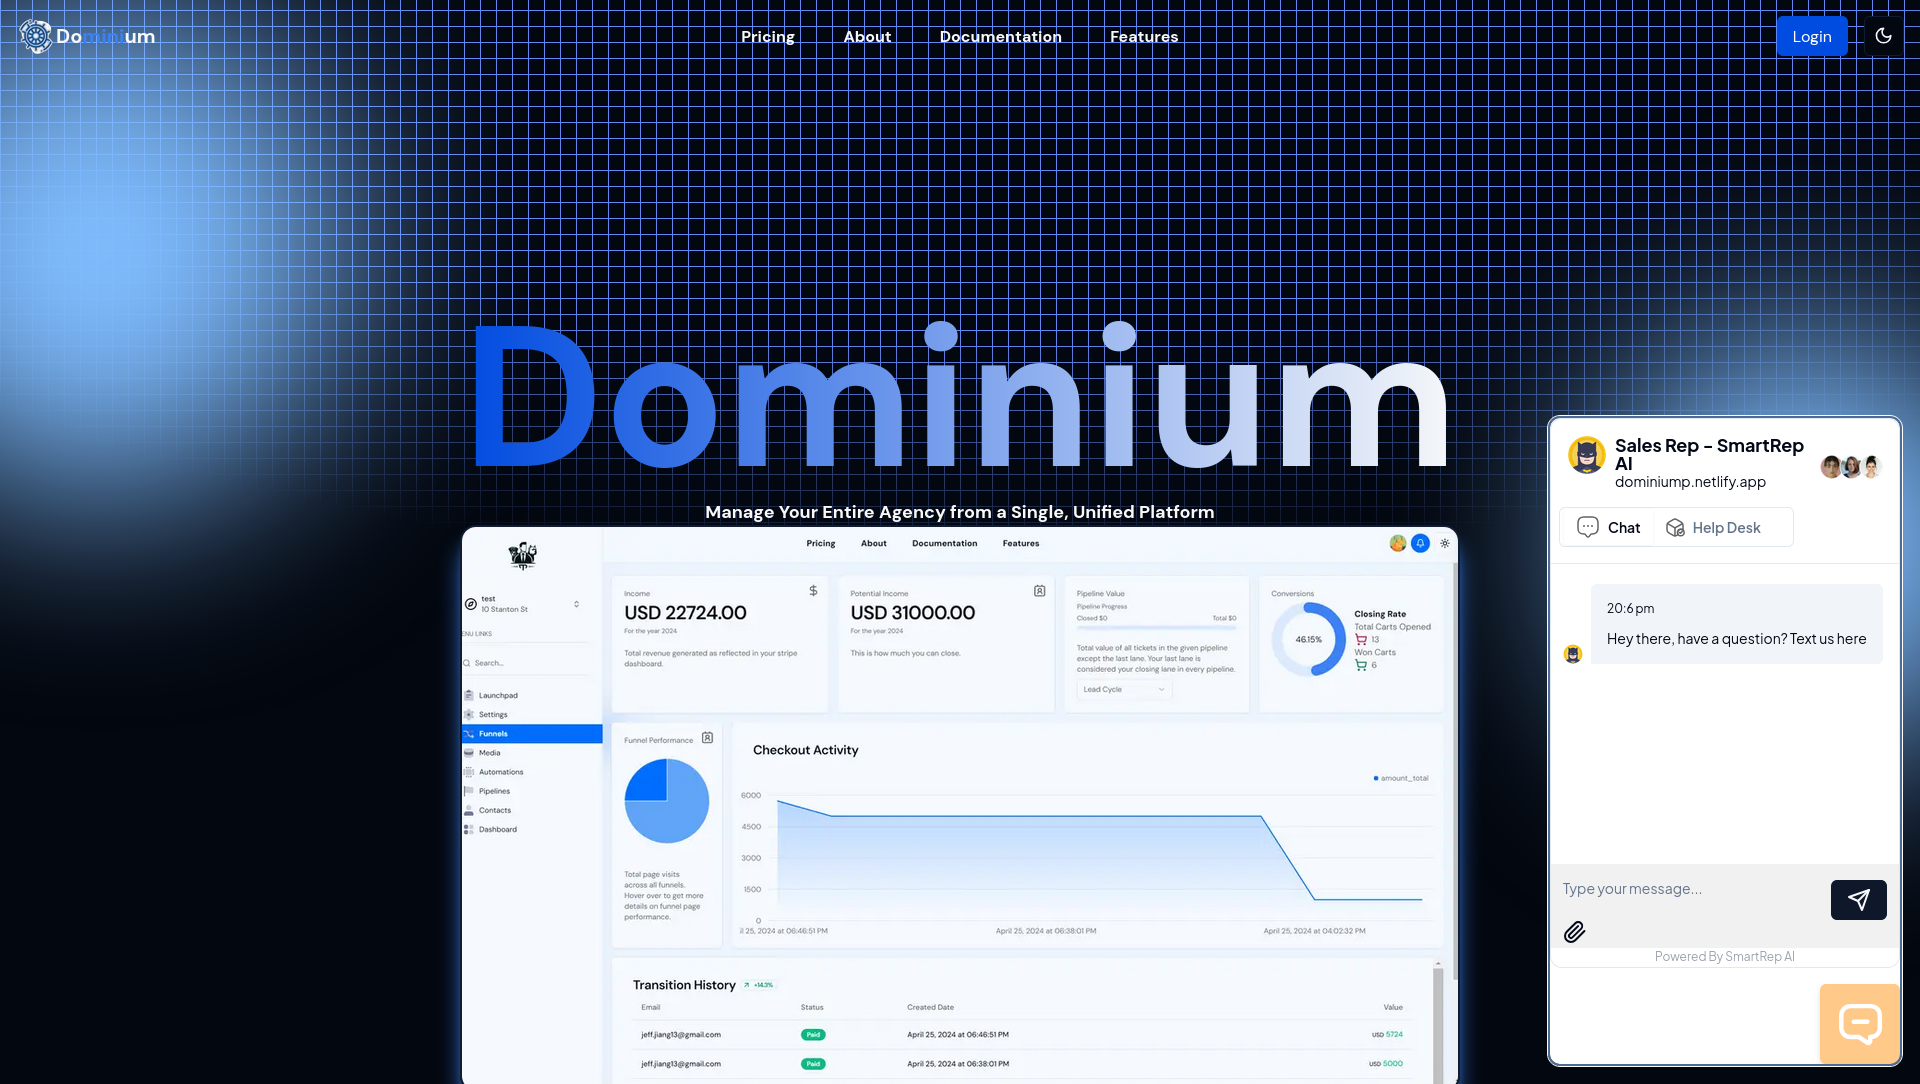 Dominium
Pricing About Documentation Features
Login
Dominium
Manage Your Entire Agency from a Single, Unified Platform
Pricing About Documentation Features
test
10 Stanton St
ENU LINKS
Search...
Launchpad
Settings
Funnels
Media
Automations
Pipelines
Contacts
Dashboard
Income
USD 22724.00
For the year 2024
Total revenue generated as reflected in your stripe
dashboard.
Potential Income
USD 31000.00
For the year 2024
This is how much you can close.
Pipeline Value
Pipeline Progress
Closed $0 Total $0
Total value of all tickets in the given pipeline
except the last lane. Your last lane is
considered your closing lane in every pipeline.
Lead Cycle
Conversions
46.15%
Closing Rate
Total Carts Opened
13
Won Carts
6
Funnel Performance
Total page visits
across all funnels.
Hover over to get more
details on funnel page
performance.
Checkout Activity
amount_total
6000
4500
3000
1500
0
il 25, 2024 at 06:46:51 PM April 25, 2024 at 06:38:01 PM April 25, 2024 at 04:02:32 PM
Transition History +14.3%
Email Status Created Date Value
jeff.jiang13@gmail.com Paid April 25, 2024 at 06:46:51 PM USD 5724
jeff.jiang13@gmail.com Paid April 25, 2024 at 06:38:01 PM USD 5000
Sales Rep - SmartRep
AI
dominiump.netlify.app
Chat Help Desk
20:6 pm
Hey there, have a question? Text us here
Type your message...
Powered By SmartRep AI